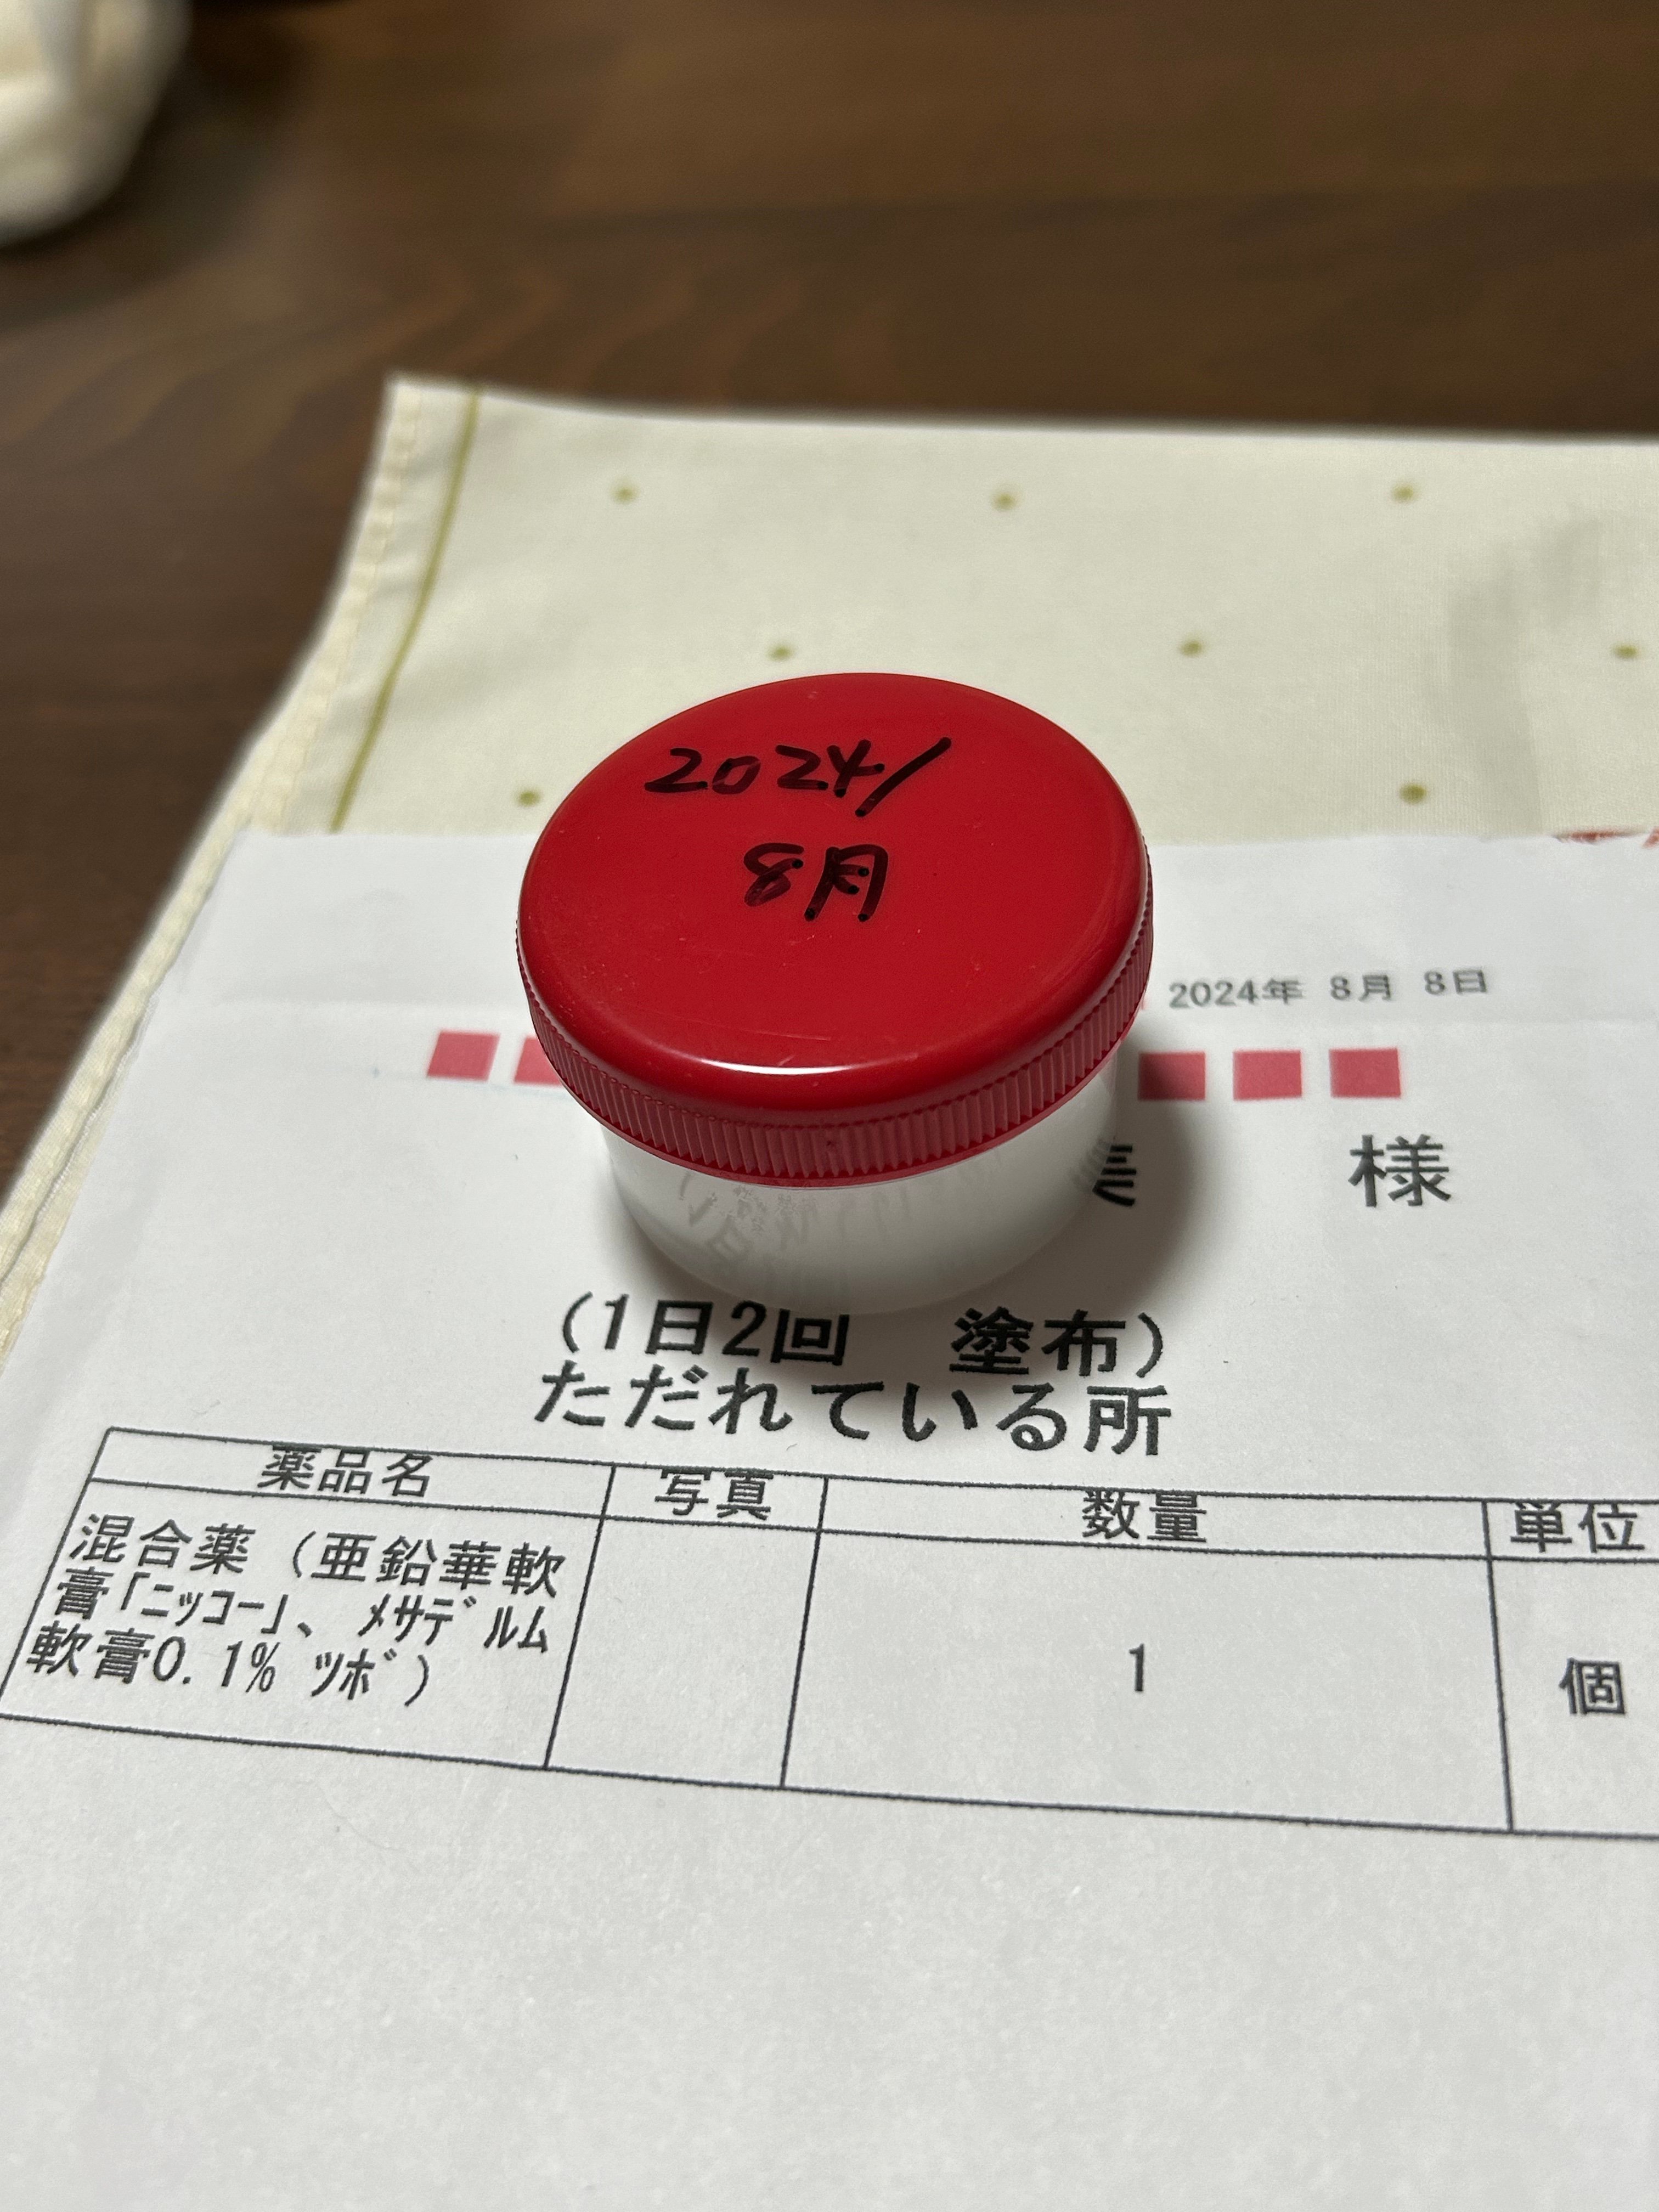 2024/
8月
2024年 8月 8日
様
(1日2回 塗布)
ただれている所
薬品名 写真 数量 単位
混合薬 (亜鉛華軟
膏「ﾆｯｺｰ」、 ﾒｻﾃﾞﾙﾑ
軟膏0.1% ﾂﾎﾞ)
1
個